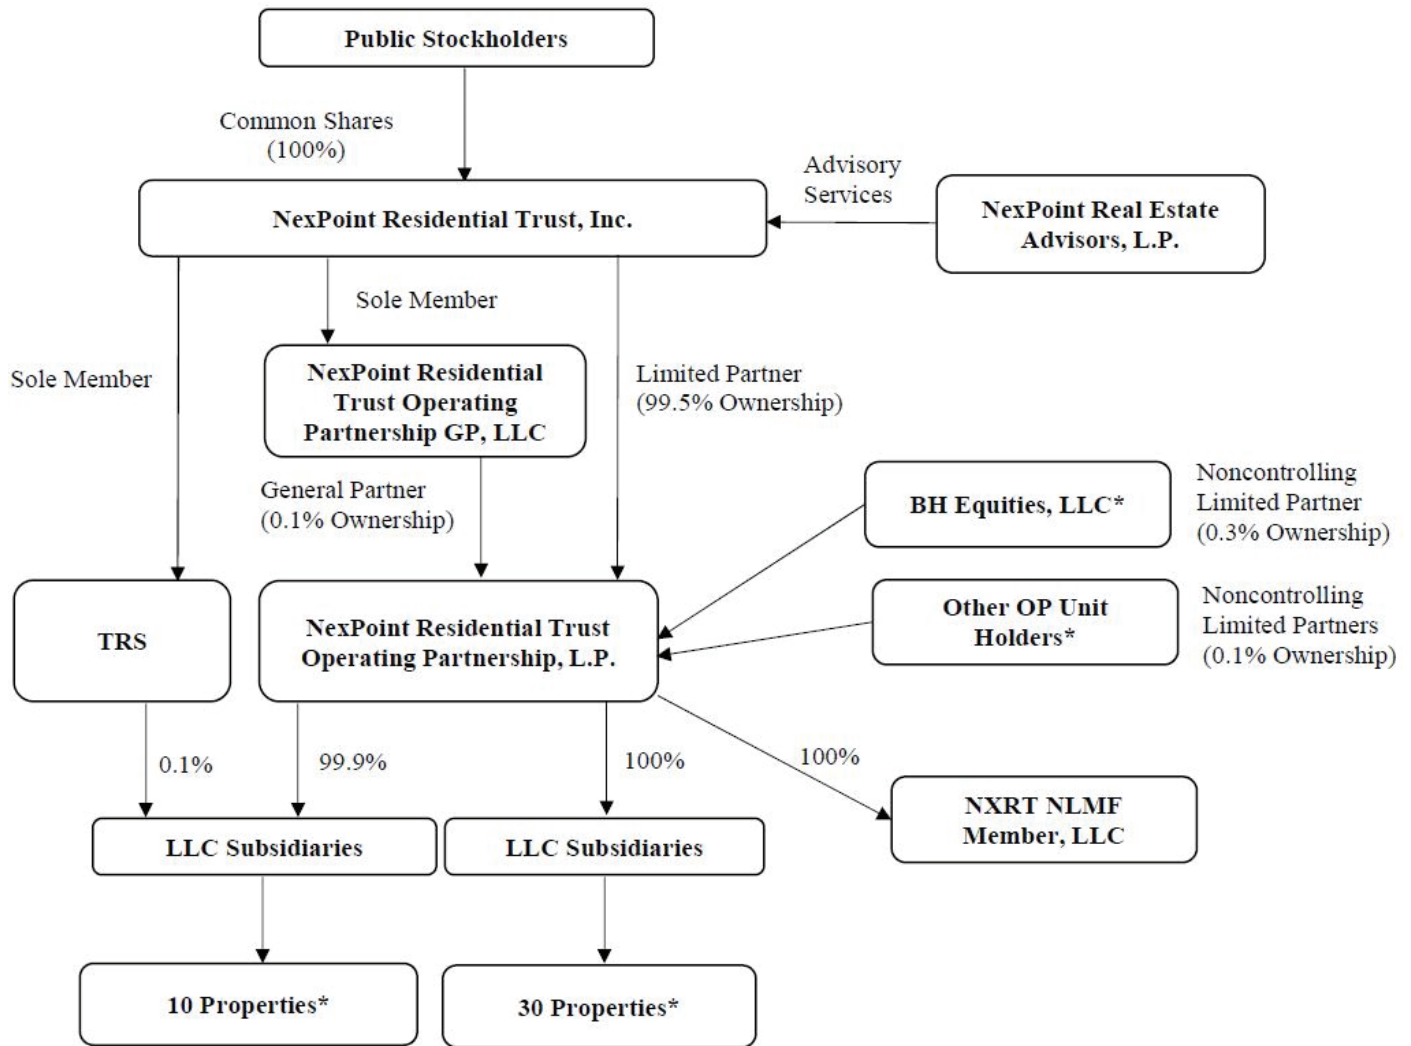 Public Stockholders
Common Shares
(100%)
Advisory
Services
NexPoint Residential Trust, Inc.
NexPoint Real Estate
Advisors, L.P.
Sole Member
Sole Member
NexPoint Residential
Trust Operating
Partnership GP, LLC
Limited Partner
(99.5% Ownership)
General Partner
(0.1% Ownership)
BH Equities, LLC*
Noncontrolling
Limited Partner
(0.3% Ownership)
TRS
NexPoint Residential Trust
Operating Partnership, L.P.
Other OP Unit
Holders*
Noncontrolling
Limited Partners
(0.1% Ownership)
0.1%
99.9%
100%
100%
LLC Subsidiaries
LLC Subsidiaries
NXRT NLMF
Member, LLC
10 Properties*
30 Properties*